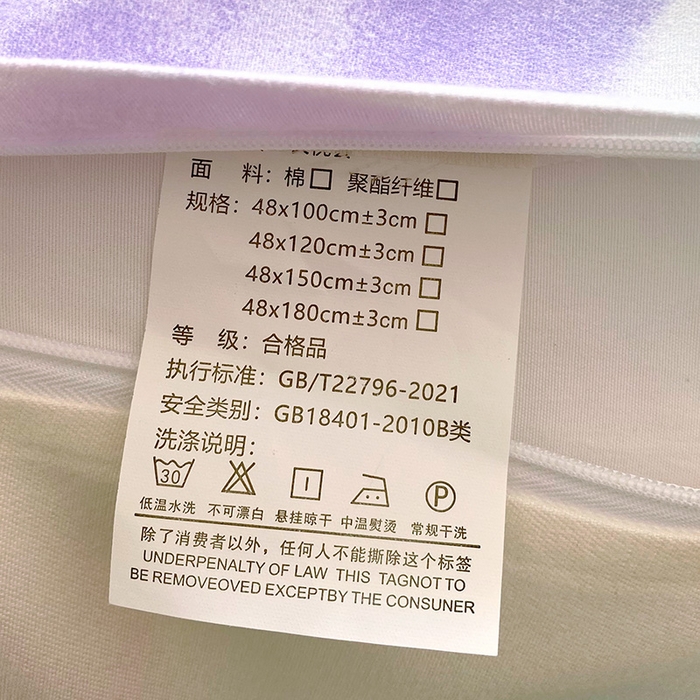 面 料：棉□ 聚酯纤维□
规格：48x100cm±3cm □
48x120cm±3cm □
48x150cm±3cm □
48x180cm±3cm □
等 级：合格品
执行标准：GB/T22796-2021
安全类别：GB18401-2010B类
洗涤说明：
30 P
低温水洗 不可漂白 悬挂晾干 中温熨烫 常规干洗
除了消费者以外，任何人不能撕除这个标签
UNDERPENALTY OF LAW THIS TAGNOT TO
BE REMOVEOVED EXCEPTBY THE CONSUNER